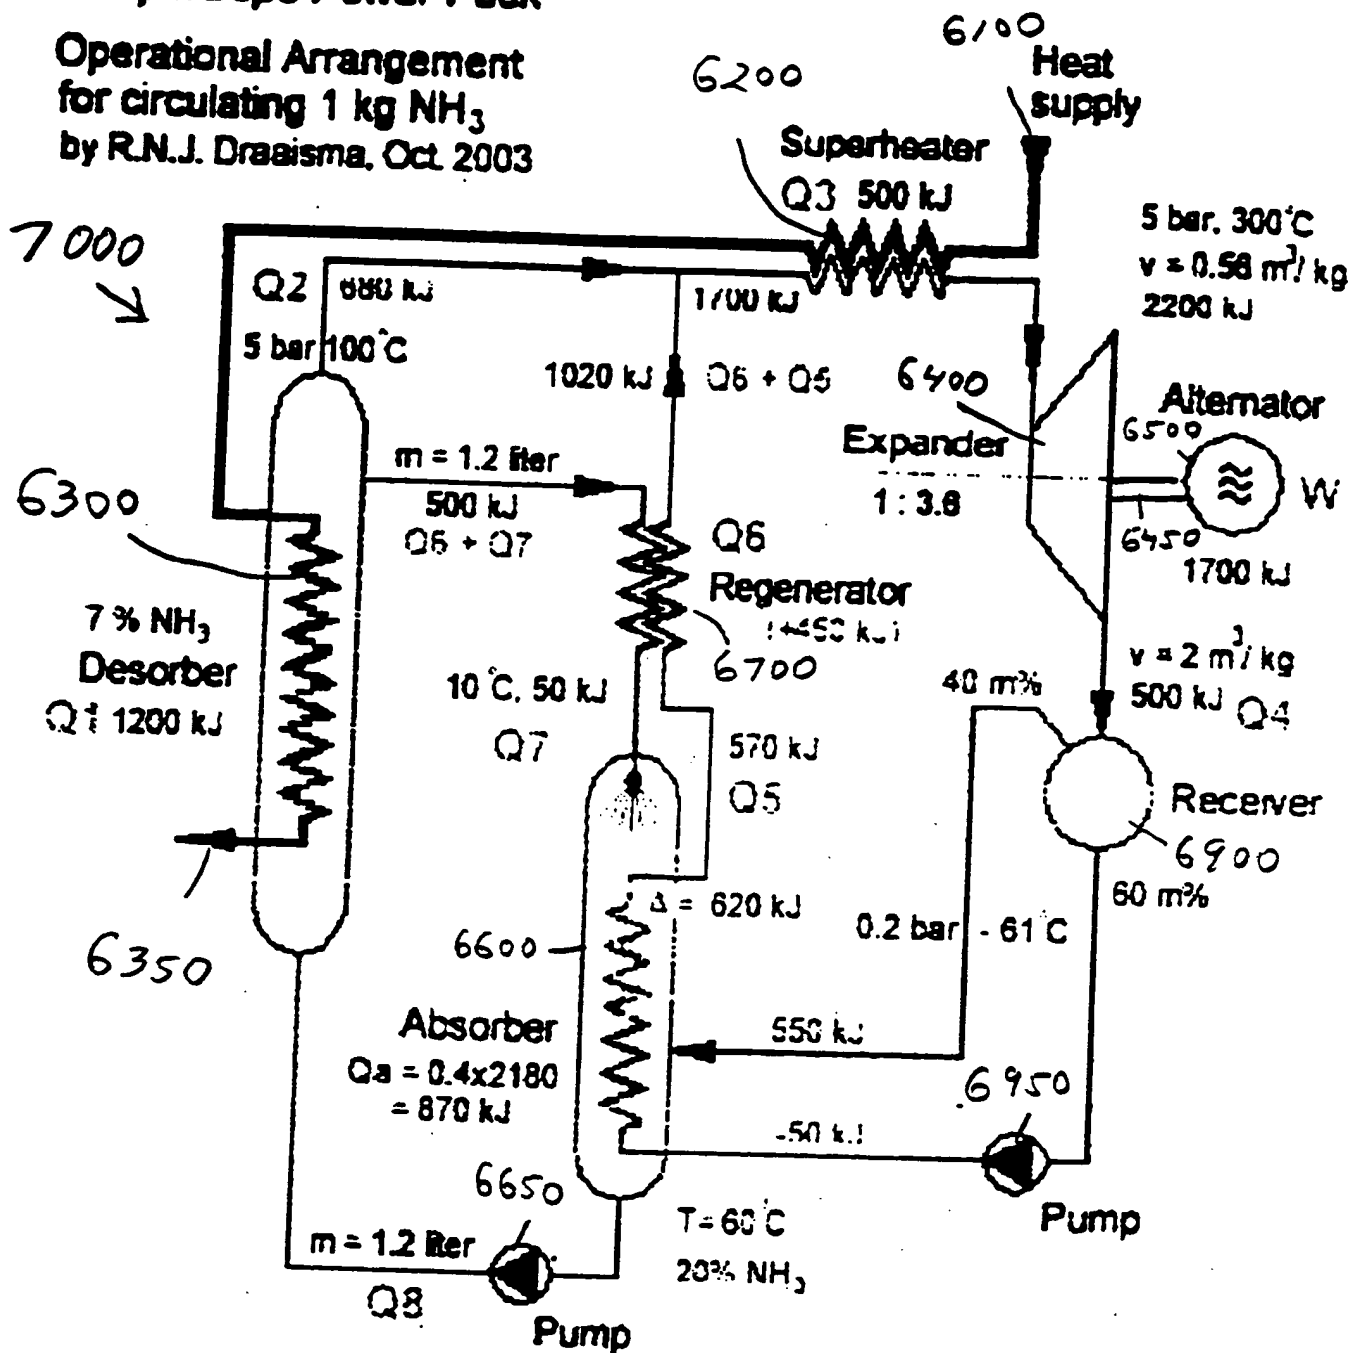 Operational Arrangement
for circulating 1 kg NH₃
by R.N.J. Draaisma, Oct. 2003
6100
Heat
supply
6200
Superheater
Q3 500 kJ
7000
5 bar, 300°C
v = 0.58 m³/kg
2200 kJ
Q2 680 kJ
1700 kJ
5 bar 100°C
1020 kJ
Q6 + Q5
6400
Alternator
Expander
6500
1 : 3.6
W
6450
1700 kJ
m = 1.2 liter
500 kJ
Q6 + Q7
6300
Q6
Regenerator
6700
7 % NH₃
Desorber
Q1 1200 kJ
10°C, 50 kJ
Q7
v = 2 m³/kg
500 kJ Q4
40 m%
570 kJ
Q5
Receiver
6900
60 m%
Δ = 620 kJ
0.2 bar - 61°C
6350
6600
Absorber
Qa = 0.4x2180
= 870 kJ
550 kJ
6950
-50 kJ
Pump
6650
T = 60°C
20% NH₃
m = 1.2 liter
Q8
Pump